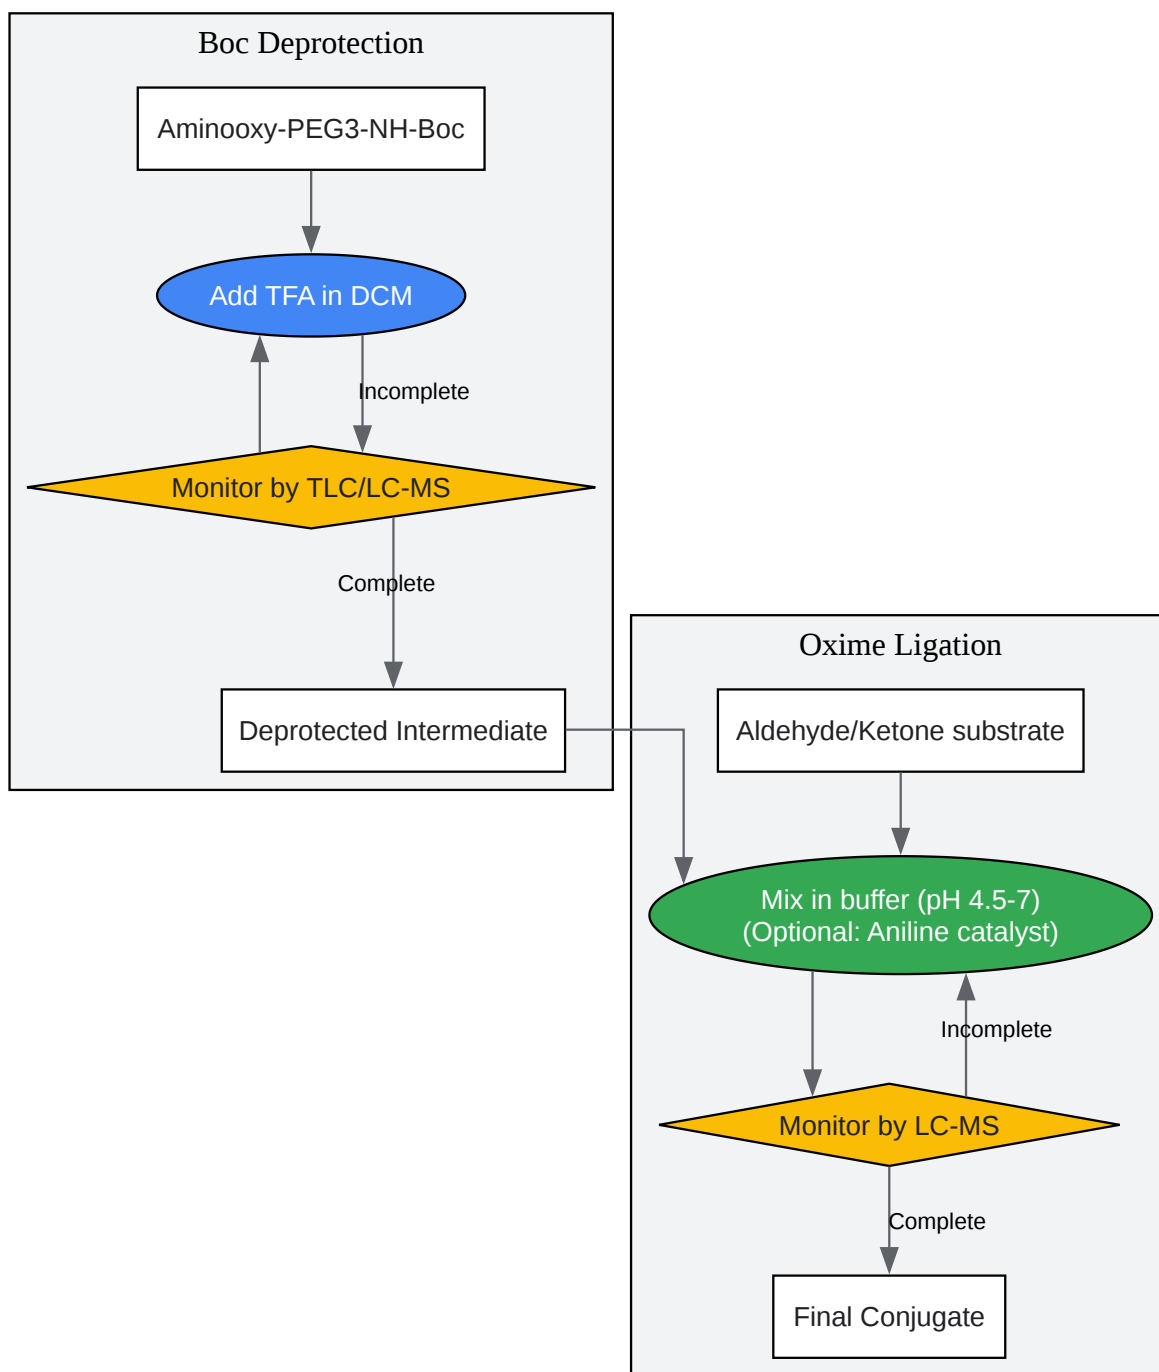 Boc Deprotection
Aminooxy-PEG3-NH-Boc
Add TFA in DCM
Incomplete
Monitor by TLC/LC-MS
Complete
Deprotected Intermediate
Oxime Ligation
Aldehyde/Ketone substrate
Mix in buffer (pH 4.5-7)
(Optional: Aniline catalyst)
Incomplete
Monitor by LC-MS
Complete
Final Conjugate